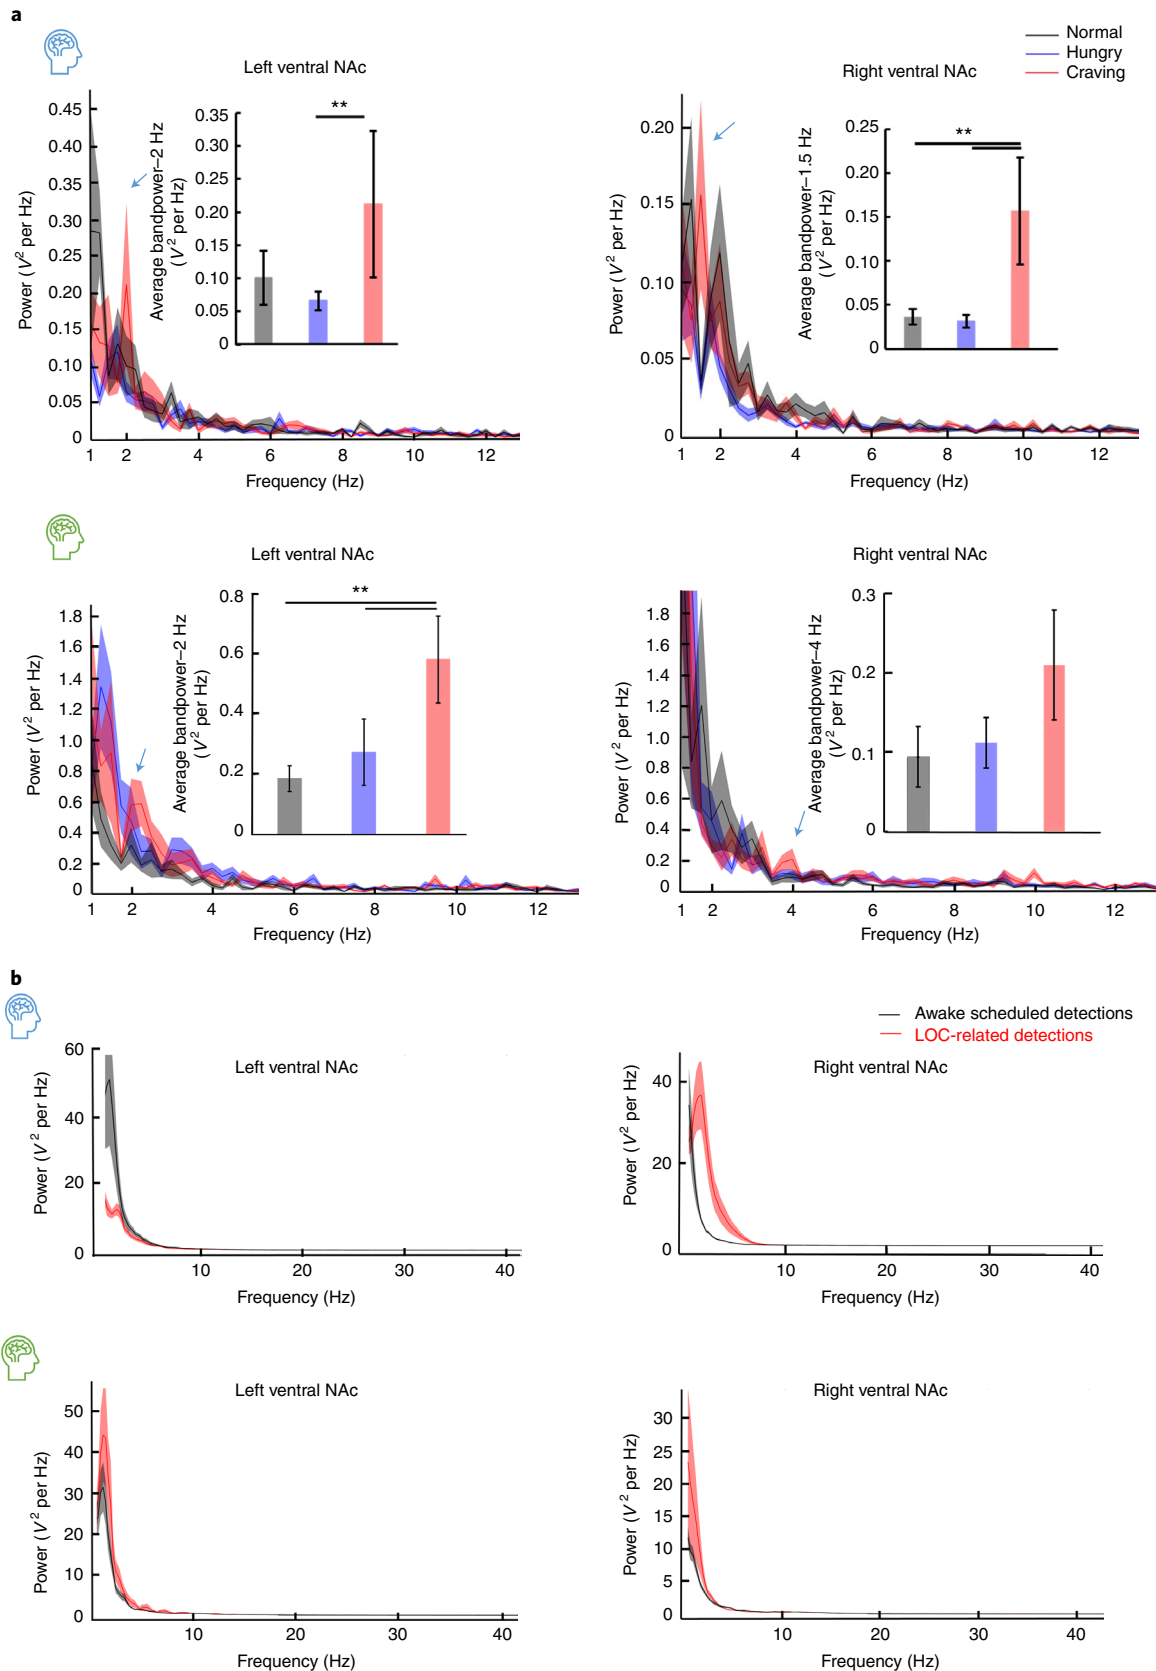 a
Normal
Hungry
Craving
Left ventral NAc
0.45
0.40
0.35
0.30
0.25
0.20
0.15
0.10
0.05
0
Power (V² per Hz)
1 2 4 6 8 10 12
Frequency (Hz)
Average bandpower–2 Hz
(V² per Hz)
0.35
0.30
0.25
0.20
0.15
0.10
0.05
0
**
Right ventral NAc
0.20
0.15
0.10
0.05
0
Power (V² per Hz)
1 2 4 6 8 10 12
Frequency (Hz)
Average bandpower–1.5 Hz
(V² per Hz)
0.25
0.20
0.15
0.10
0.05
0
**
Left ventral NAc
1.8
1.6
1.4
1.2
1.0
0.8
0.6
0.4
0.2
0
Power (V² per Hz)
1 2 4 6 8 10 12
Frequency (Hz)
Average bandpower–2 Hz
(V² per Hz)
0.8
0.6
0.4
0.2
0
**
Right ventral NAc
1.8
1.6
1.4
1.2
1.0
0.8
0.6
0.4
0.2
0
Power (V² per Hz)
1 2 4 6 8 10 12
Frequency (Hz)
Average bandpower–4 Hz
(V² per Hz)
0.3
0.2
0.1
0
b
Awake scheduled detections
LOC-related detections
Left ventral NAc
60
40
20
0
Power (V² per Hz)
10 20 30 40
Frequency (Hz)
Right ventral NAc
40
20
0
Power (V² per Hz)
10 20 30 40
Frequency (Hz)
Left ventral NAc
50
40
30
20
10
0
Power (V² per Hz)
10 20 30 40
Frequency (Hz)
Right ventral NAc
30
25
20
15
10
5
0
Power (V² per Hz)
10 20 30 40
Frequency (Hz)